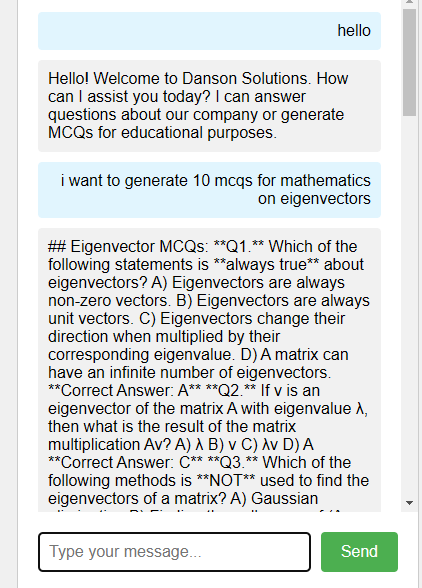 hello
Hello! Welcome to Danson Solutions. How
can I assist you today? I can answer
questions about our company or generate
MCQs for educational purposes.
i want to generate 10 mcqs for mathematics
on eigenvectors
## Eigenvector MCQs: **Q1.** Which of the
following statements is **always true** about
eigenvectors? A) Eigenvectors are always
non-zero vectors. B) Eigenvectors are always
unit vectors. C) Eigenvectors change their
direction when multiplied by their
corresponding eigenvalue. D) A matrix can
have an infinite number of eigenvectors.
**Correct Answer: A** **Q2.** If v is an
eigenvector of the matrix A with eigenvalue λ,
then what is the result of the matrix
multiplication Av? A) λ B) v C) λv D) A
**Correct Answer: C** **Q3.** Which of the
following methods is **NOT** used to find the
eigenvectors of a matrix? A) Gaussian
Type your message...
Send